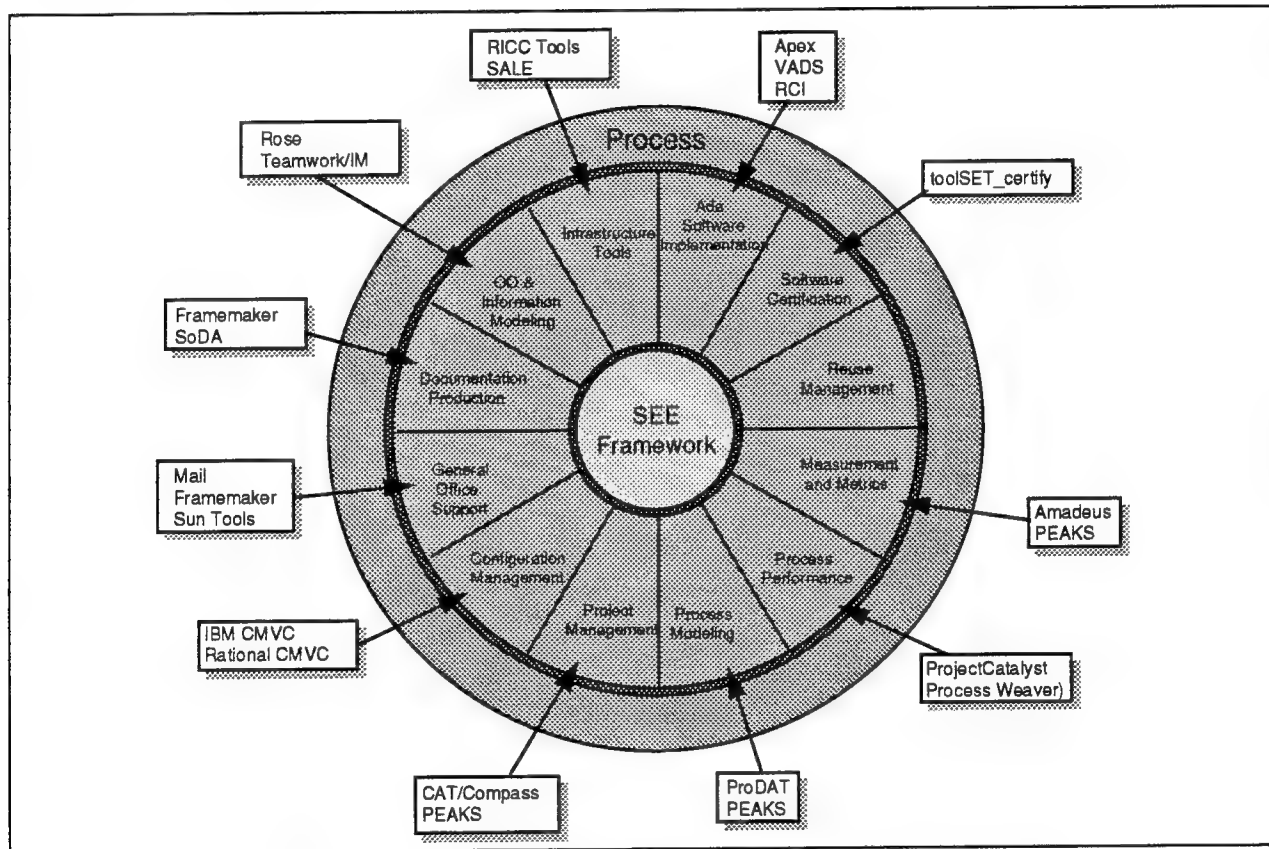 RICC Tools
SALE
Apex
VADS
RCI
Rose
Teamwork/IM
Process
toolSET_certify
Infrastructure
Tools
Ada
Software
Implementation
OO &
Information
Modeling
Software
Certification
Framemaker
SoDA
Documentation
Production
Reuse
Management
SEE
Framework
Mail
Framemaker
Sun Tools
General
Office
Support
Measurement
and Metrics
Amadeus
PEAKS
Configuration
Management
Process
Performance
Project
Management
Process
Modeling
IBM CMVC
Rational CMVC
ProjectCatalyst
Process Weaver)
CAT/Compass
PEAKS
ProDAT
PEAKS